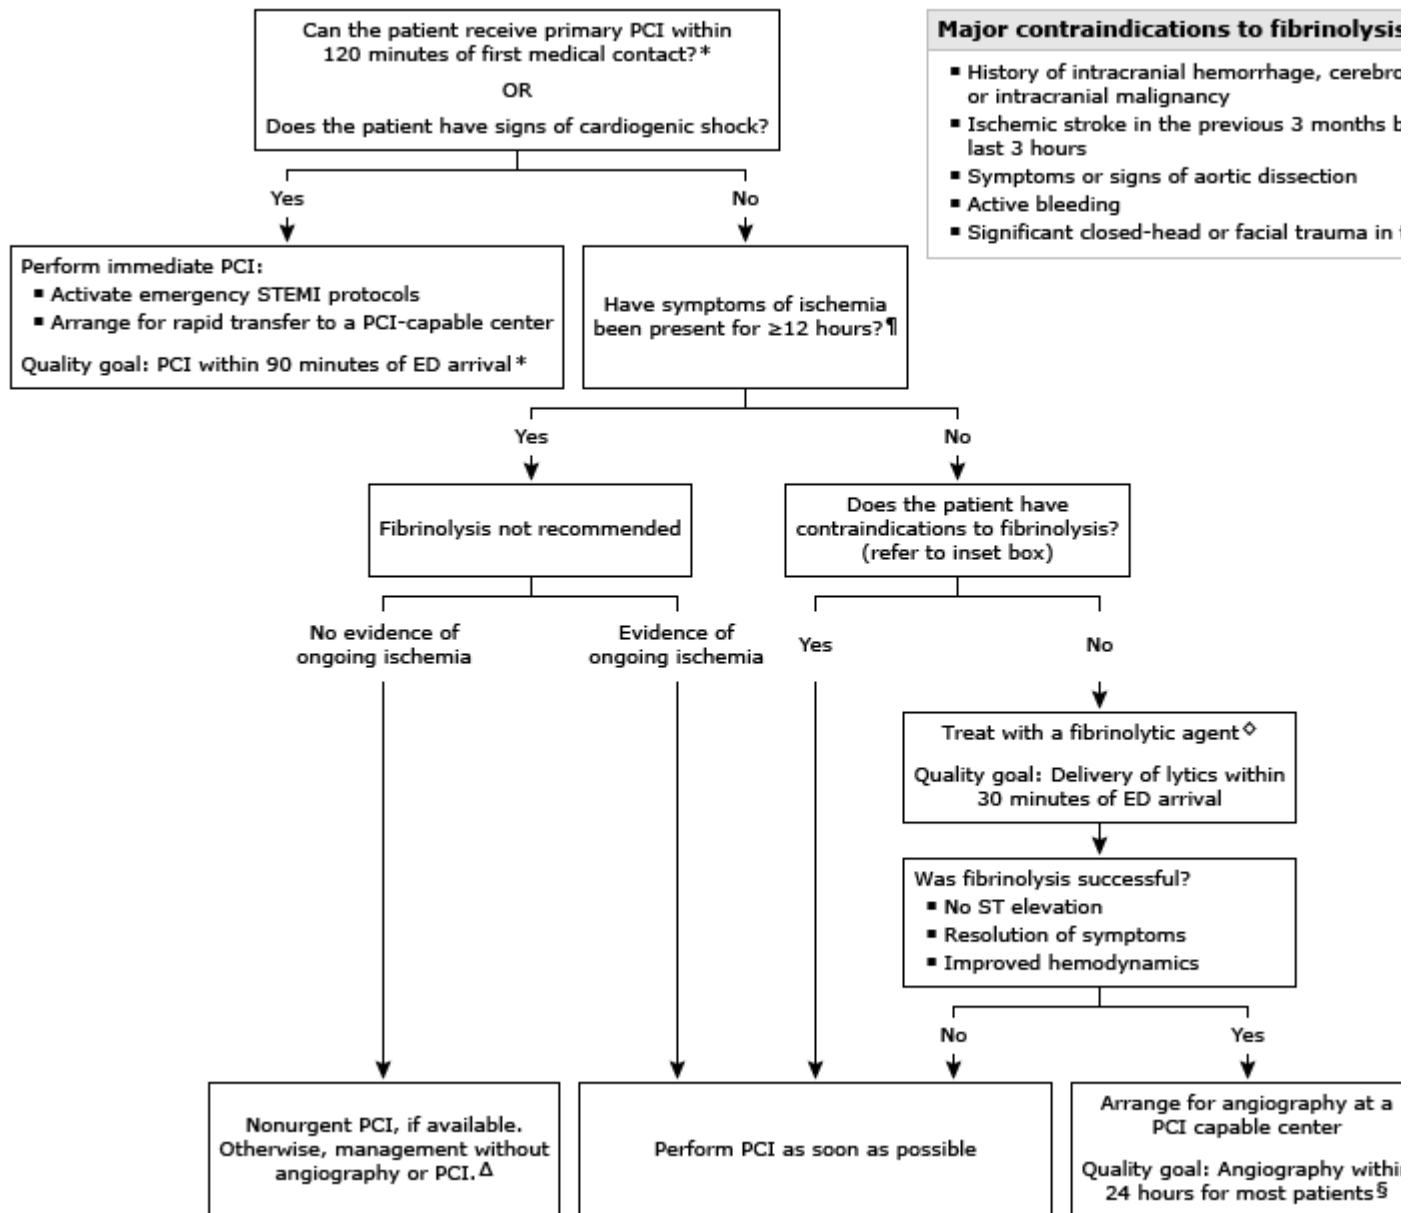 Can the patient receive primary PCI within
120 minutes of first medical contact?*
OR
Does the patient have signs of cardiogenic shock?
Major contraindications to fibrinolysis
■ History of intracranial hemorrhage,
or intracranial malignancy
■ Ischemic stroke in the previous 3 months
last 3 hours
■ Symptoms or signs of aortic dissection
■ Active bleeding
■ Significant closed-head or facial trauma in
Yes
No
Perform immediate PCI:
■ Activate emergency STEMI protocols
■ Arrange for rapid transfer to a PCI-capable center
Quality goal: PCI within 90 minutes of ED arrival*
Have symptoms of ischemia
been present for ≥12 hours?¶
Yes
No
Fibrinolysis not recommended
Does the patient have
contraindications to fibrinolysis?
(refer to inset box)
No evidence of
ongoing ischemia
Evidence of
ongoing ischemia
Yes
No
Treat with a fibrinolytic agent◇
Quality goal: Delivery of lytics within
30 minutes of ED arrival
Was fibrinolysis successful?
■ No ST elevation
■ Resolution of symptoms
■ Improved hemodynamics
No
Yes
Nonurgent PCI, if available.
Otherwise, management without
angiography or PCI.Δ
Perform PCI as soon as possible
Arrange for angiography at a
PCI capable center
Quality goal: Angiography within
24 hours for most patients§